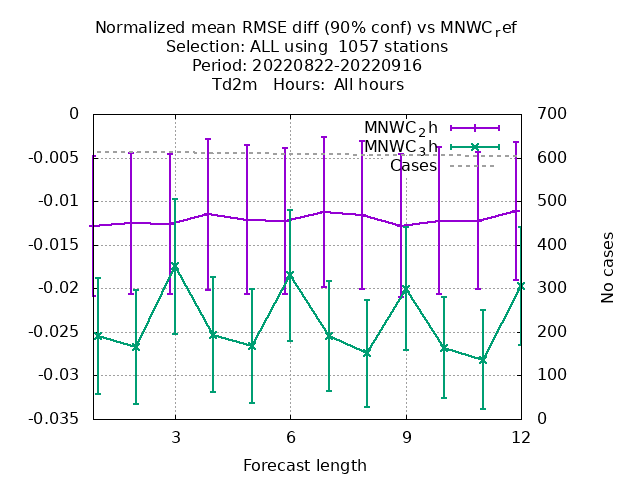 Normalized mean RMSE diff (90% conf) vs MNWC_ref
Selection: ALL using 1057 stations
Period: 20220822-20220916
Td2m Hours: All hours
MNWC_2h
MNWC_3h
Cases
0
-0.005
-0.01
-0.015
-0.02
-0.025
-0.03
-0.035
700
600
500
400
300
200
100
0
No cases
3 6 9 12
Forecast length